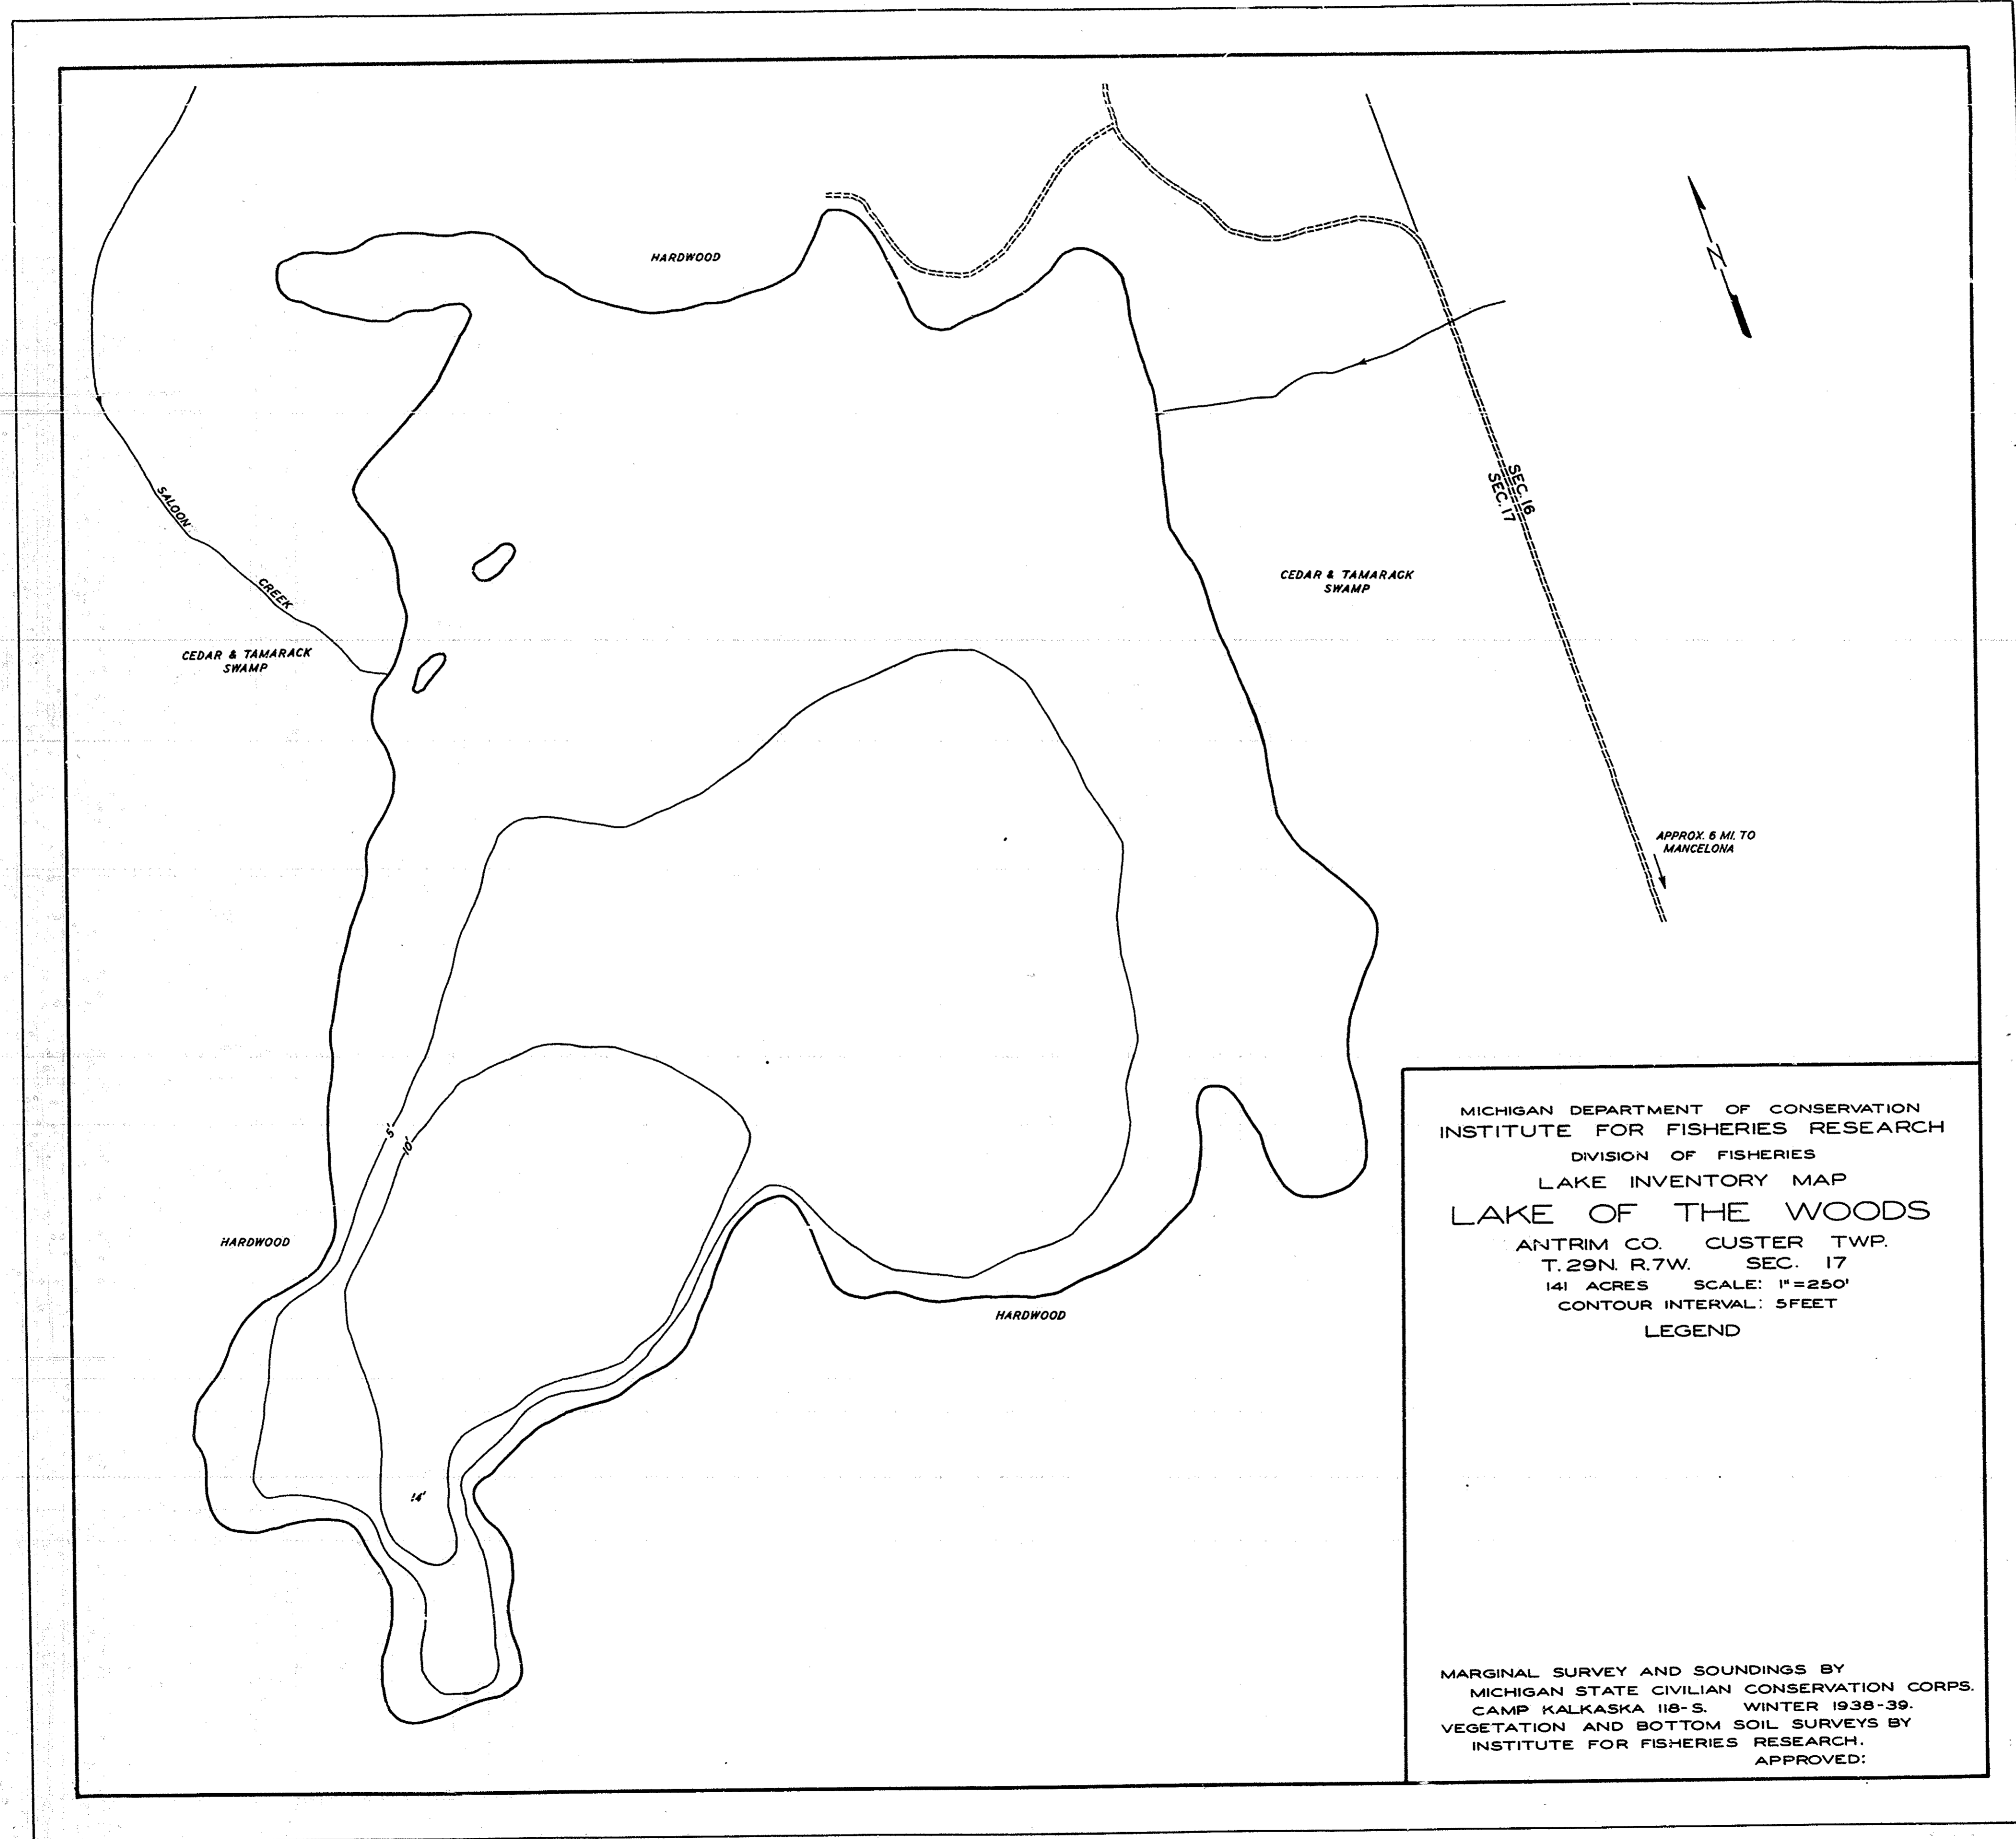 HARDWOOD
N
SALOON
CREEK
SEC. 16
SEC. 17
CEDAR & TAMARACK
SWAMP
CEDAR & TAMARACK
SWAMP
APPROX. 6 MI. TO
MANCELONA
5'
10'
HARDWOOD
HARDWOOD
14'
MICHIGAN DEPARTMENT OF CONSERVATION
INSTITUTE FOR FISHERIES RESEARCH
DIVISION OF FISHERIES
LAKE INVENTORY MAP
LAKE OF THE WOODS
ANTRIM CO. CUSTER TWP.
T.29N. R.7W. SEC. 17
141 ACRES SCALE: 1"=250'
CONTOUR INTERVAL: 5FEET
LEGEND
MARGINAL SURVEY AND SOUNDINGS BY
MICHIGAN STATE CIVILIAN CONSERVATION CORPS.
CAMP KALKASKA 118-S. WINTER 1938-39.
VEGETATION AND BOTTOM SOIL SURVEYS BY
INSTITUTE FOR FISHERIES RESEARCH.
APPROVED: